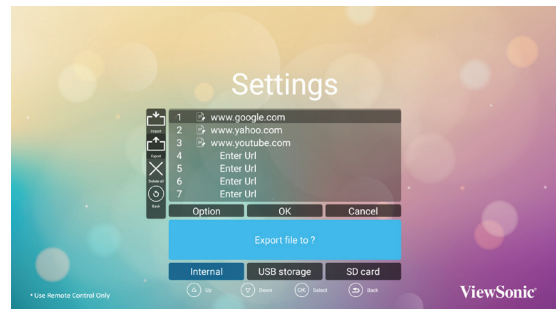 Settings
Import
Export
Delete all
Back
1 www.google.com
2 www.yahoo.com
3 www.youtube.com
4 Enter Url
5 Enter Url
6 Enter Url
7 Enter Url
Option OK Cancel
Export file to ?
Internal USB storage SD card
Up Down OK Select Back
* Use Remote Control Only
ViewSonic®